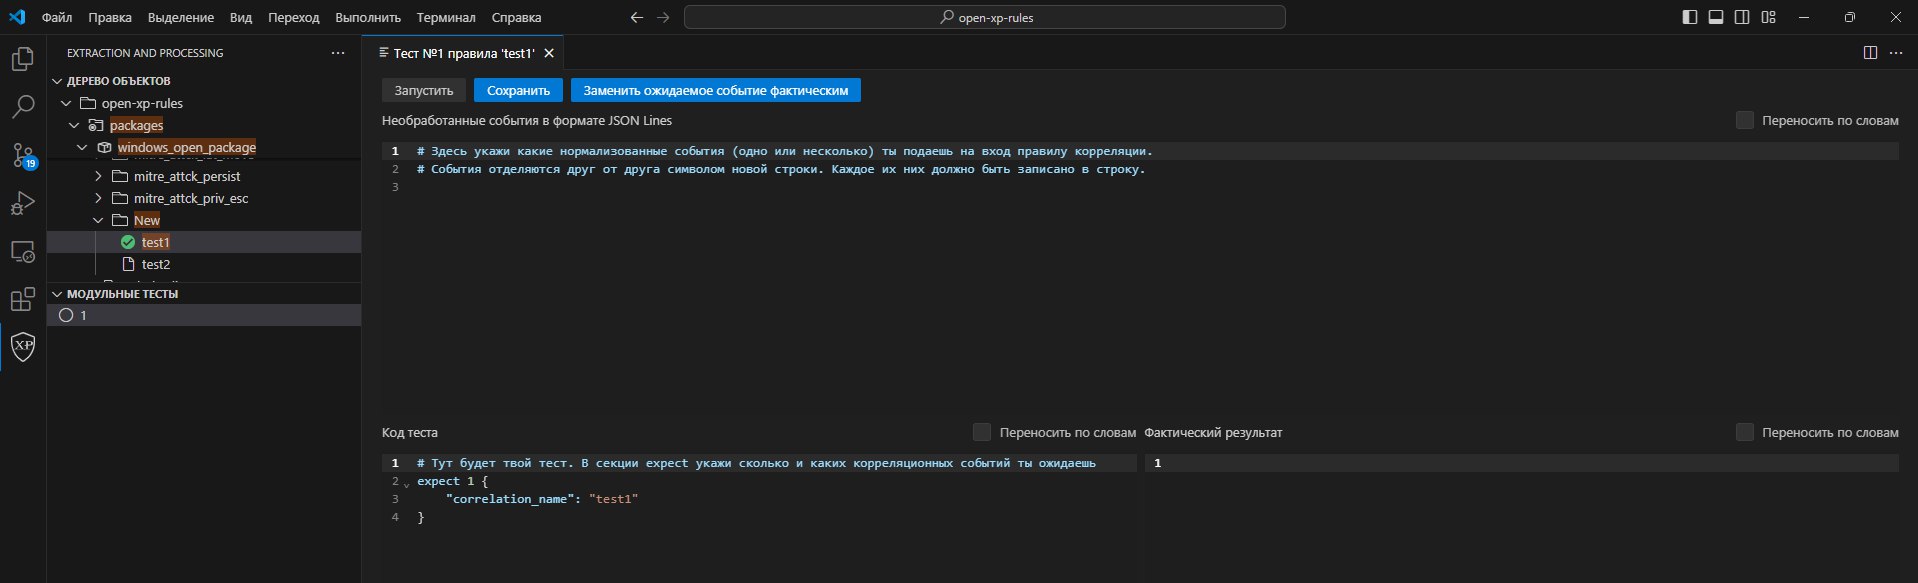 Файл Правка Выделение Вид Переход Выполнить Терминал Справка open-xp-rules
EXTRACTION AND PROCESSING
ДЕРЕВО ОБЪЕКТОВ
open-xp-rules
packages
windows_open_package
mitre_attck_persist
mitre_attck_priv_esc
New
test1
test2
МОДУЛЬНЫЕ ТЕСТЫ
1
19
XP
Тест №1 правила 'test1'
Запустить Сохранить Заменить ожидаемое событие фактическим
Необработанные события в формате JSON Lines Переносить по словам
1 # Здесь укажи какие нормализованные события (одно или несколько) ты подаешь на вход правилу корреляции.
2 # События отделяются друг от друга символом новой строки. Каждое их них должно быть записано в строку.
3
Код теста Переносить по словам
1 # Тут будет твой тест. В секции expect укажи сколько и каких корреляционных событий ты ожидаешь
2 expect 1 {
3 "correlation_name": "test1"
4 }
Фактический результат Переносить по словам
1